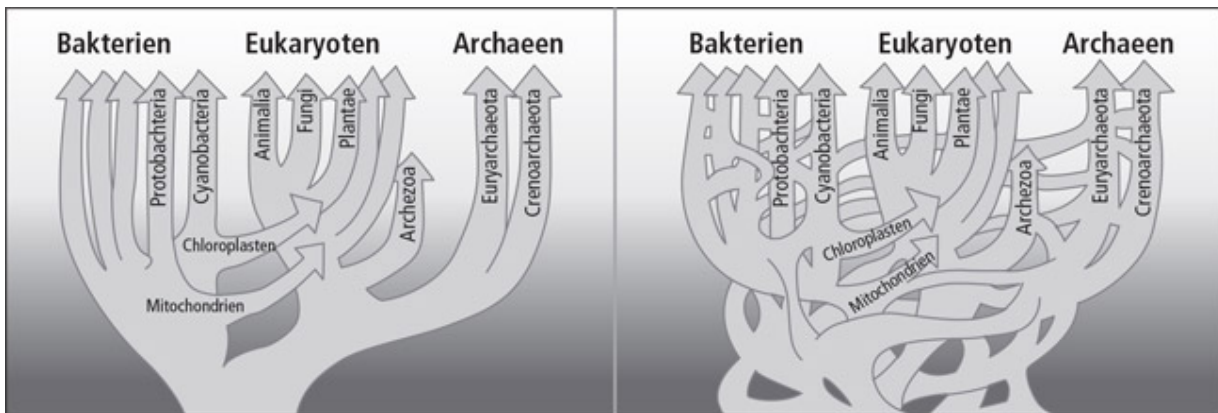 Bakterien Eukaryoten Archaeen
Protobachteria
Cyanobacteria
Animalia
Fungi
Plantae
Archezoa
Euryarchaeota
Crenoarchaeota
Chloroplasten
Mitochondrien
Bakterien Eukaryoten Archaeen
Protobachteria
Cyanobacteria
Animalia
Fungi
Plantae
Archezoa
Euryarchaeota
Crenoarchaeota
Chloroplasten
Mitochondrien